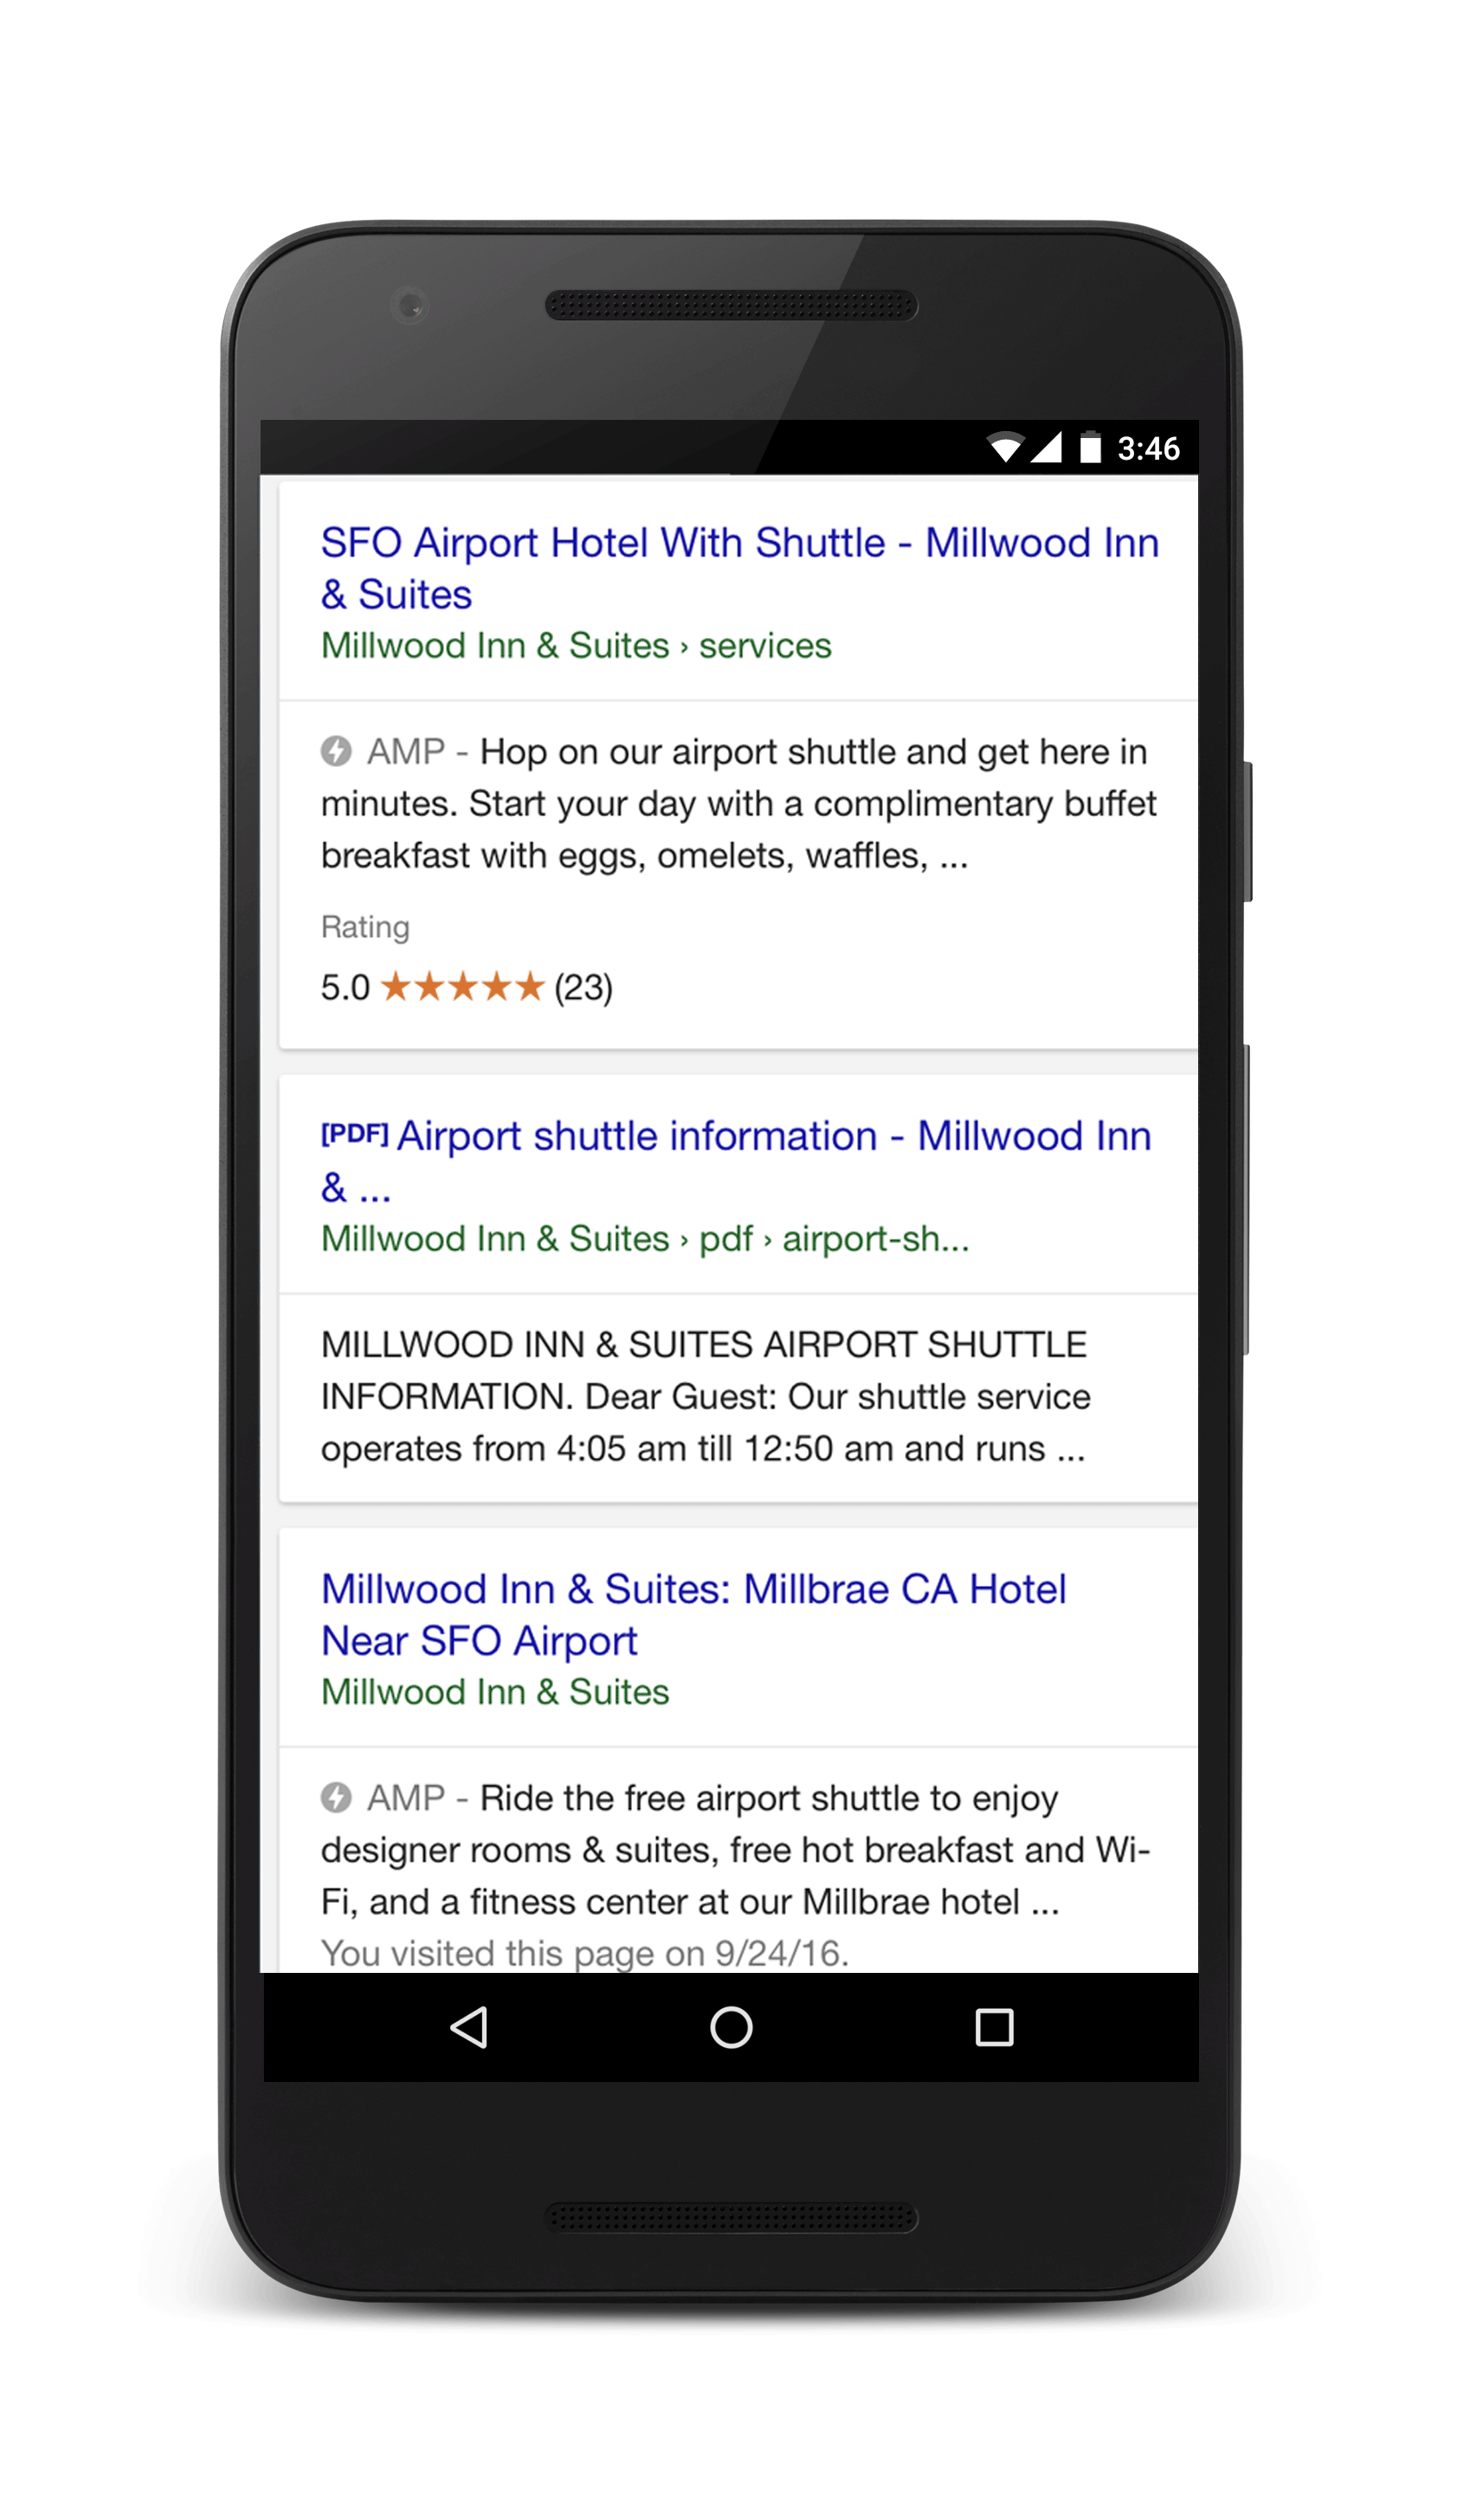 3:46
SFO Airport Hotel With Shuttle - Millwood Inn
& Suites
Millwood Inn & Suites › services
AMP - Hop on our airport shuttle and get here in
minutes. Start your day with a complimentary buffet
breakfast with eggs, omelets, waffles, ...
Rating
5.0 ★★★★★ (23)
[PDF] Airport shuttle information - Millwood Inn
& ...
Millwood Inn & Suites › pdf › airport-sh...
MILLWOOD INN & SUITES AIRPORT SHUTTLE
INFORMATION. Dear Guest: Our shuttle service
operates from 4:05 am till 12:50 am and runs ...
Millwood Inn & Suites: Millbrae CA Hotel
Near SFO Airport
Millwood Inn & Suites
AMP - Ride the free airport shuttle to enjoy
designer rooms & suites, free hot breakfast and Wi-
Fi, and a fitness center at our Millbrae hotel ...
You visited this page on 9/24/16.